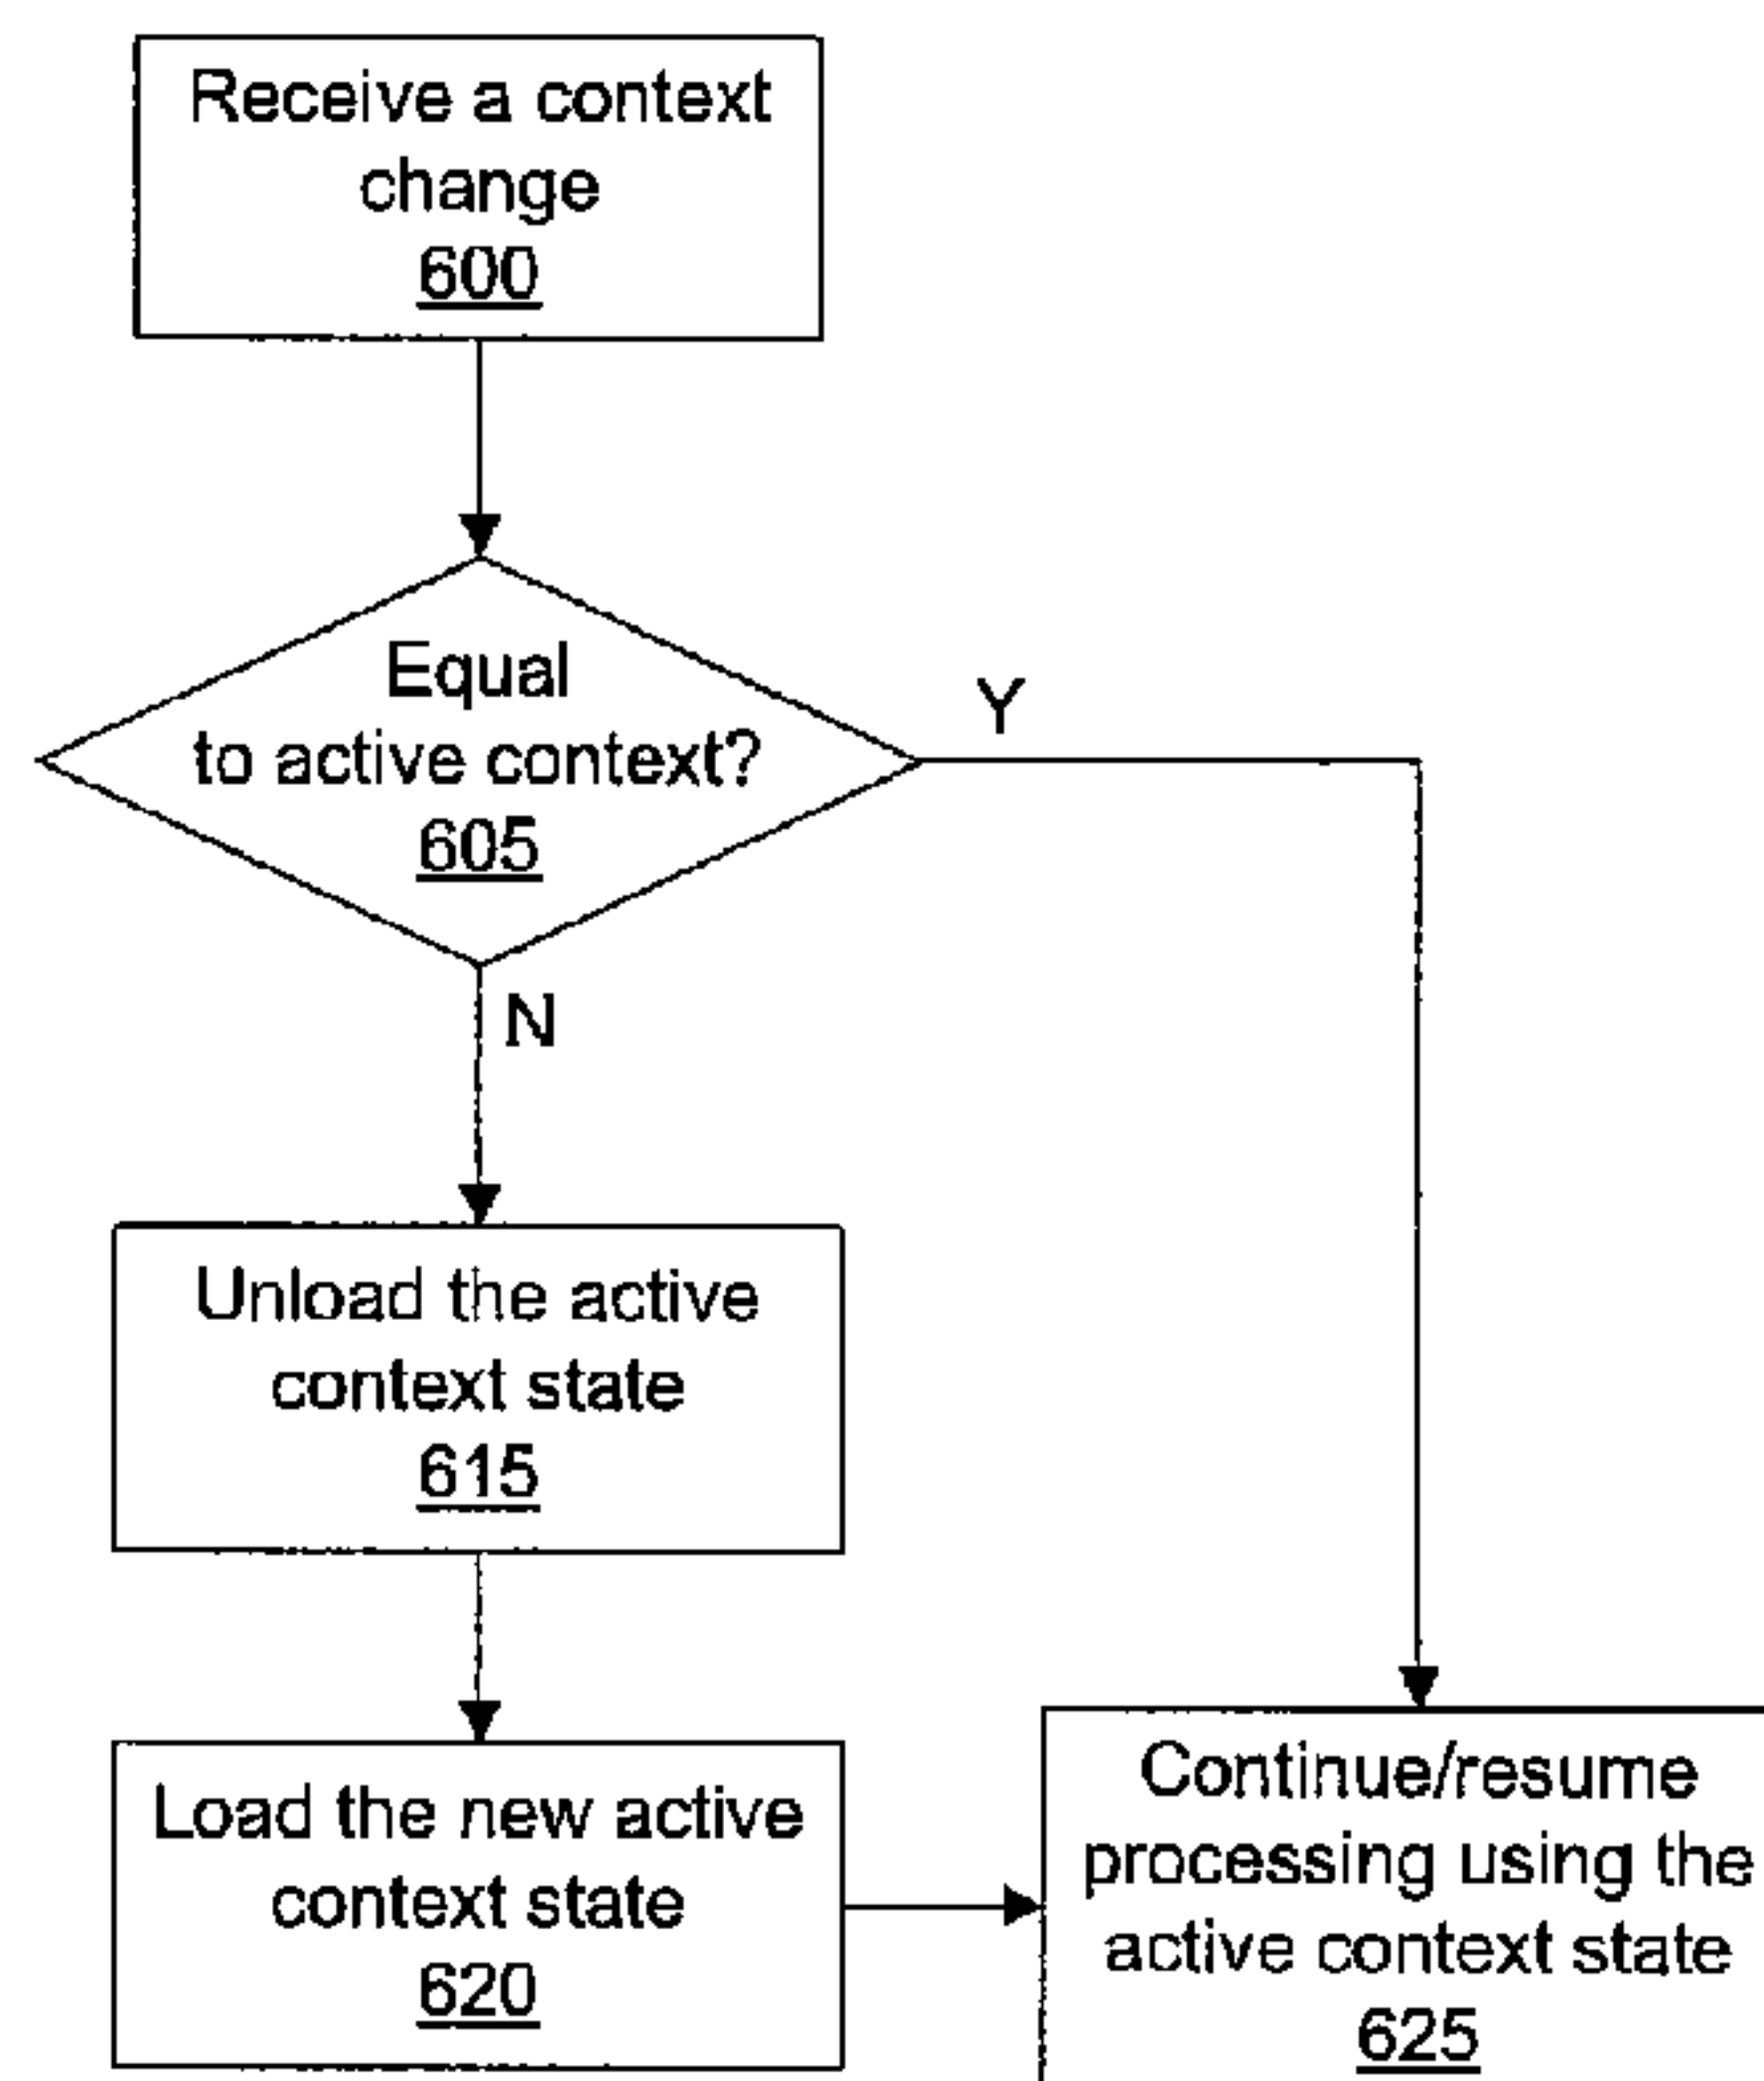 Receive a context
change
600
Equal
to active context?
605
Y
N
Unload the active
context state
615
Load the new active
context state
620
Continue/resume
processing using the
active context state
625